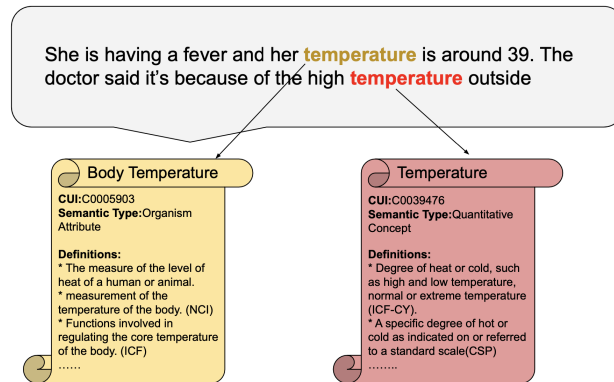 She is having a fever and her temperature is around 39. The
doctor said it's because of the high temperature outside
Body Temperature
CUI:C0005903
Semantic Type:Organism
Attribute
Definitions:
* The measure of the level of
heat of a human or animal.
* measurement of the
temperature of the body. (NCI)
* Functions involved in
regulating the core temperature
of the body. (ICF)
......
Temperature
CUI:C0039476
Semantic Type:Quantitative
Concept
Definitions:
* Degree of heat or cold, such
as high and low temperature,
normal or extreme temperature
(ICF-CY).
* A specific degree of hot or
cold as indicated on or referred
to a standard scale(CSP)
........